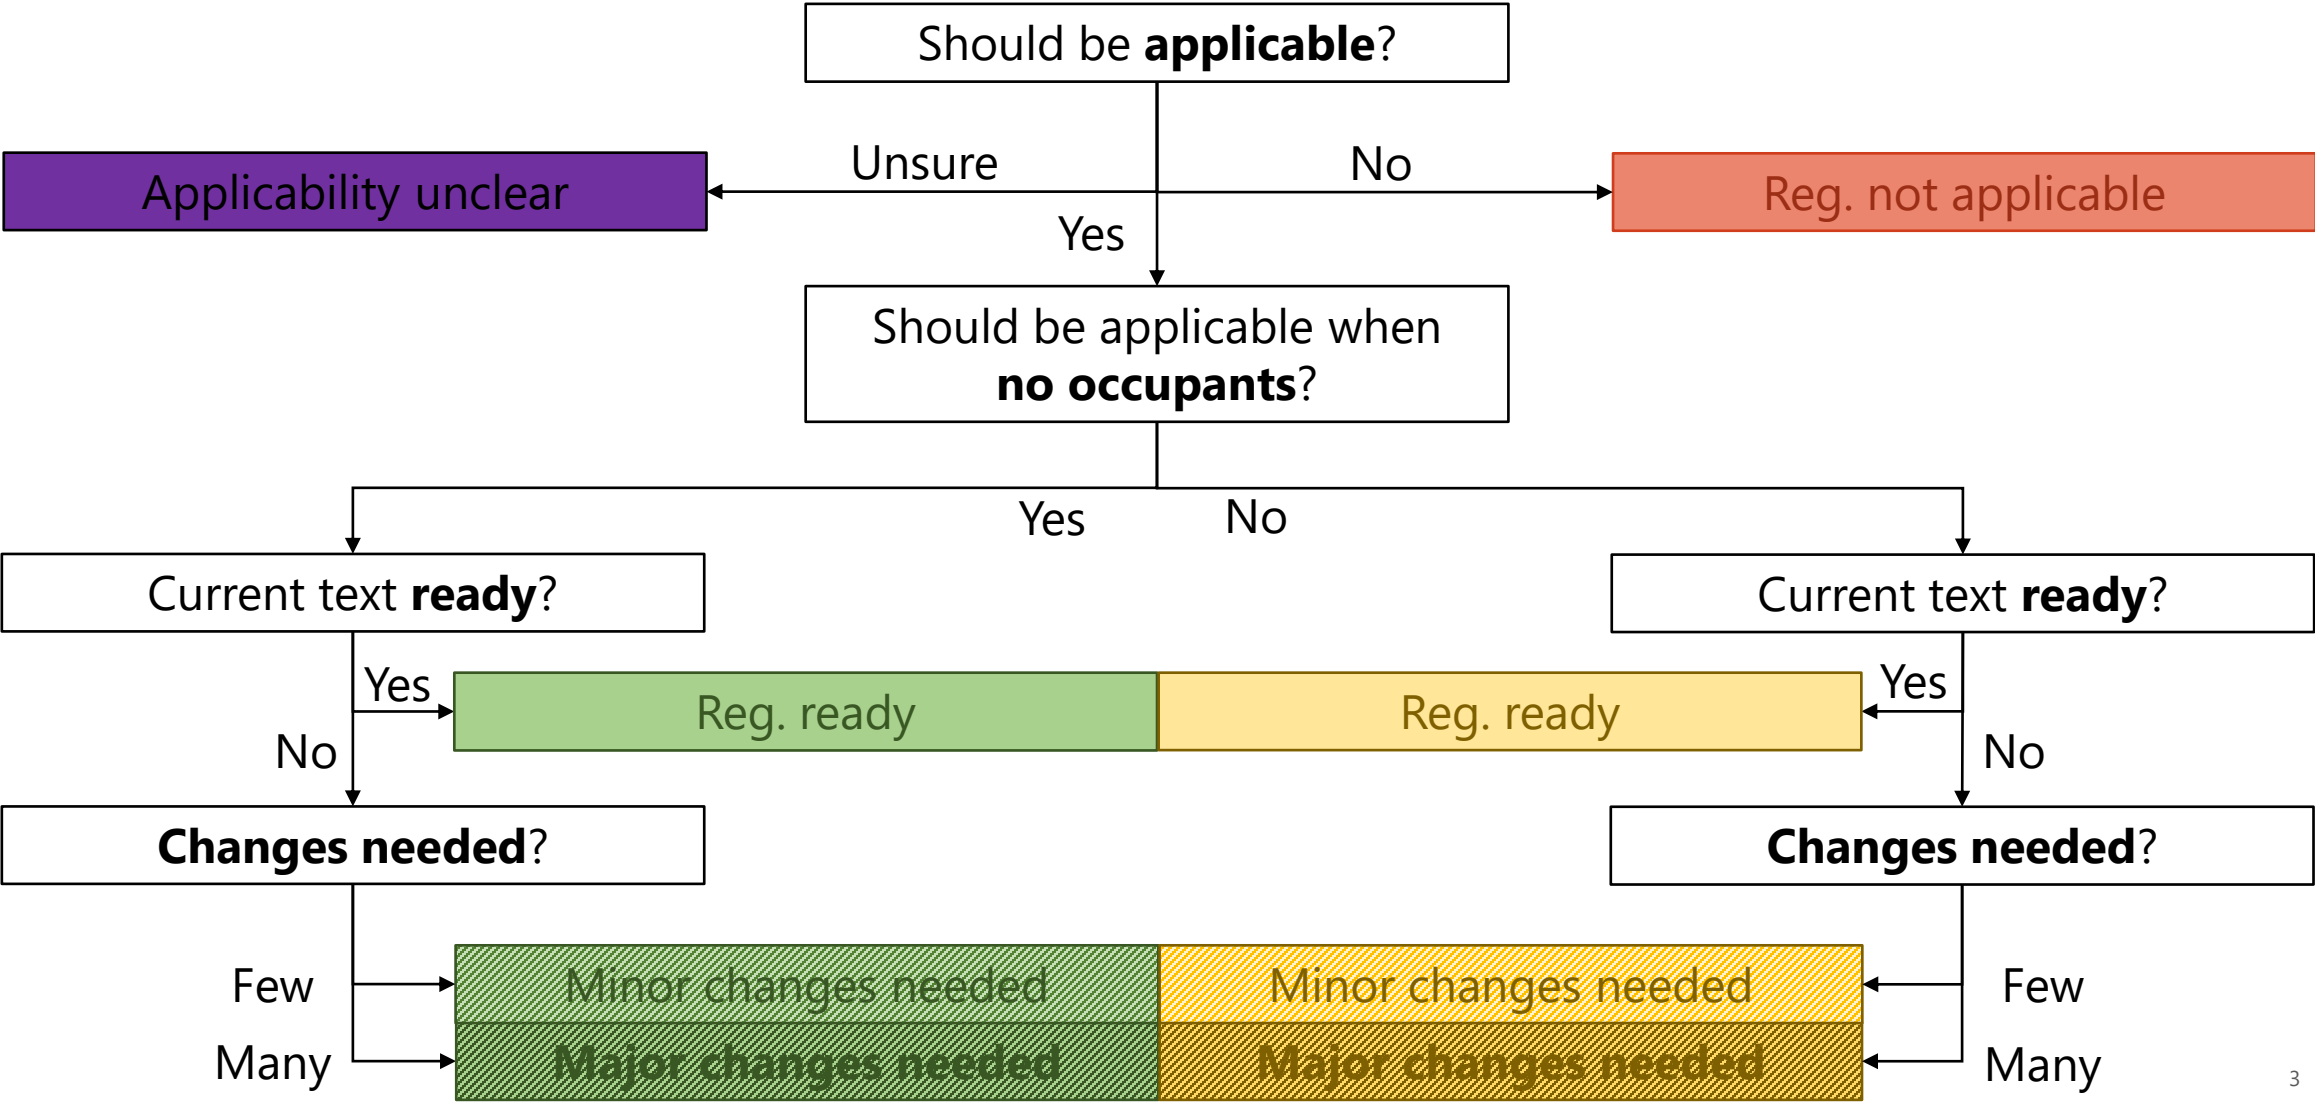 Should be applicable?
Unsure
No
Applicability unclear
Reg. not applicable
Yes
Should be applicable when
no occupants?
Yes
No
Current text ready?
Current text ready?
Yes
Reg. ready
Reg. ready
Yes
No
No
Changes needed?
Changes needed?
Few
Minor changes needed
Minor changes needed
Few
Many
Major changes needed
Major changes needed
Many
3